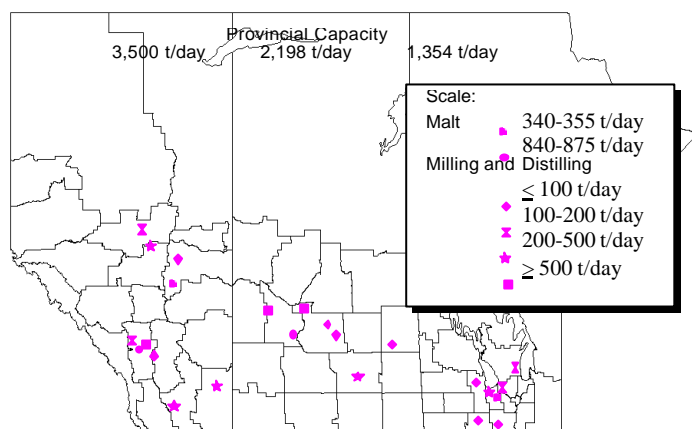 Provincial Capacity
3,500 t/day 2,198 t/day 1,354 t/day
Scale:
Malt 340-355 t/day
840-875 t/day
Milling and Distilling
≤ 100 t/day
100-200 t/day
200-500 t/day
≥ 500 t/day